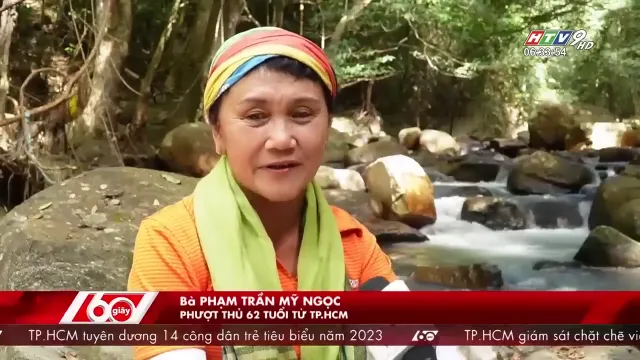 HTV9 HD
06:33:54
60 giây
Bà PHẠM TRẦN MỸ NGỌC
PHƯỢT THỦ 62 TUỔI TỪ TP.HCM
TP.HCM tuyên dương 14 công dân trẻ tiêu biểu năm 2023 TP.HCM giám sát chặt chẽ vi